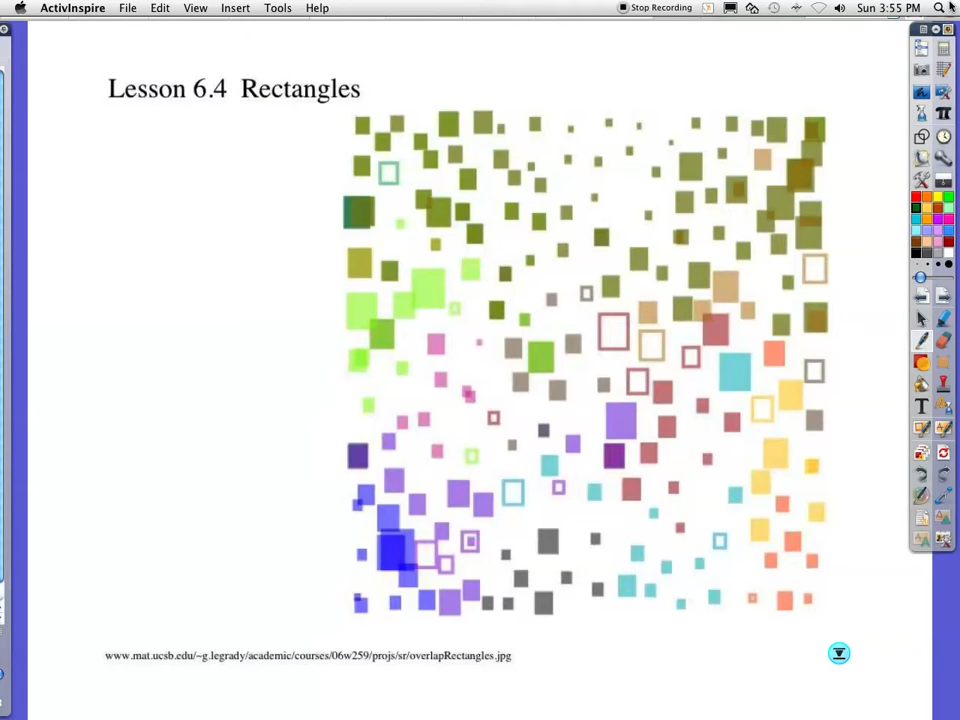 ActivInspire File Edit View Insert Tools Help Stop Recording Sun 3:55 PM
Lesson 6.4 Rectangles
www.mat.ucsb.edu/~g.legrady/academic/courses/06w259/projs/sr/overlapRectangles.jpg